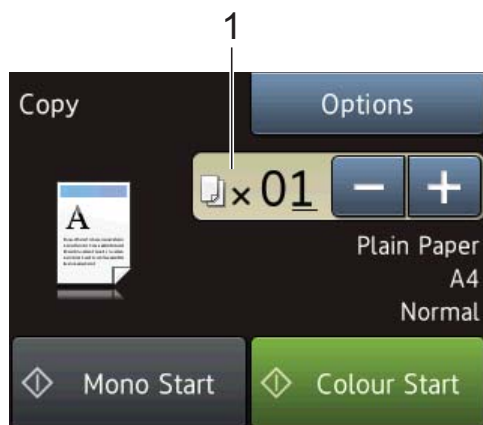 1
Copy
Options
× 01 − +
A
Plain Paper
A4
Normal
Mono Start
Colour Start